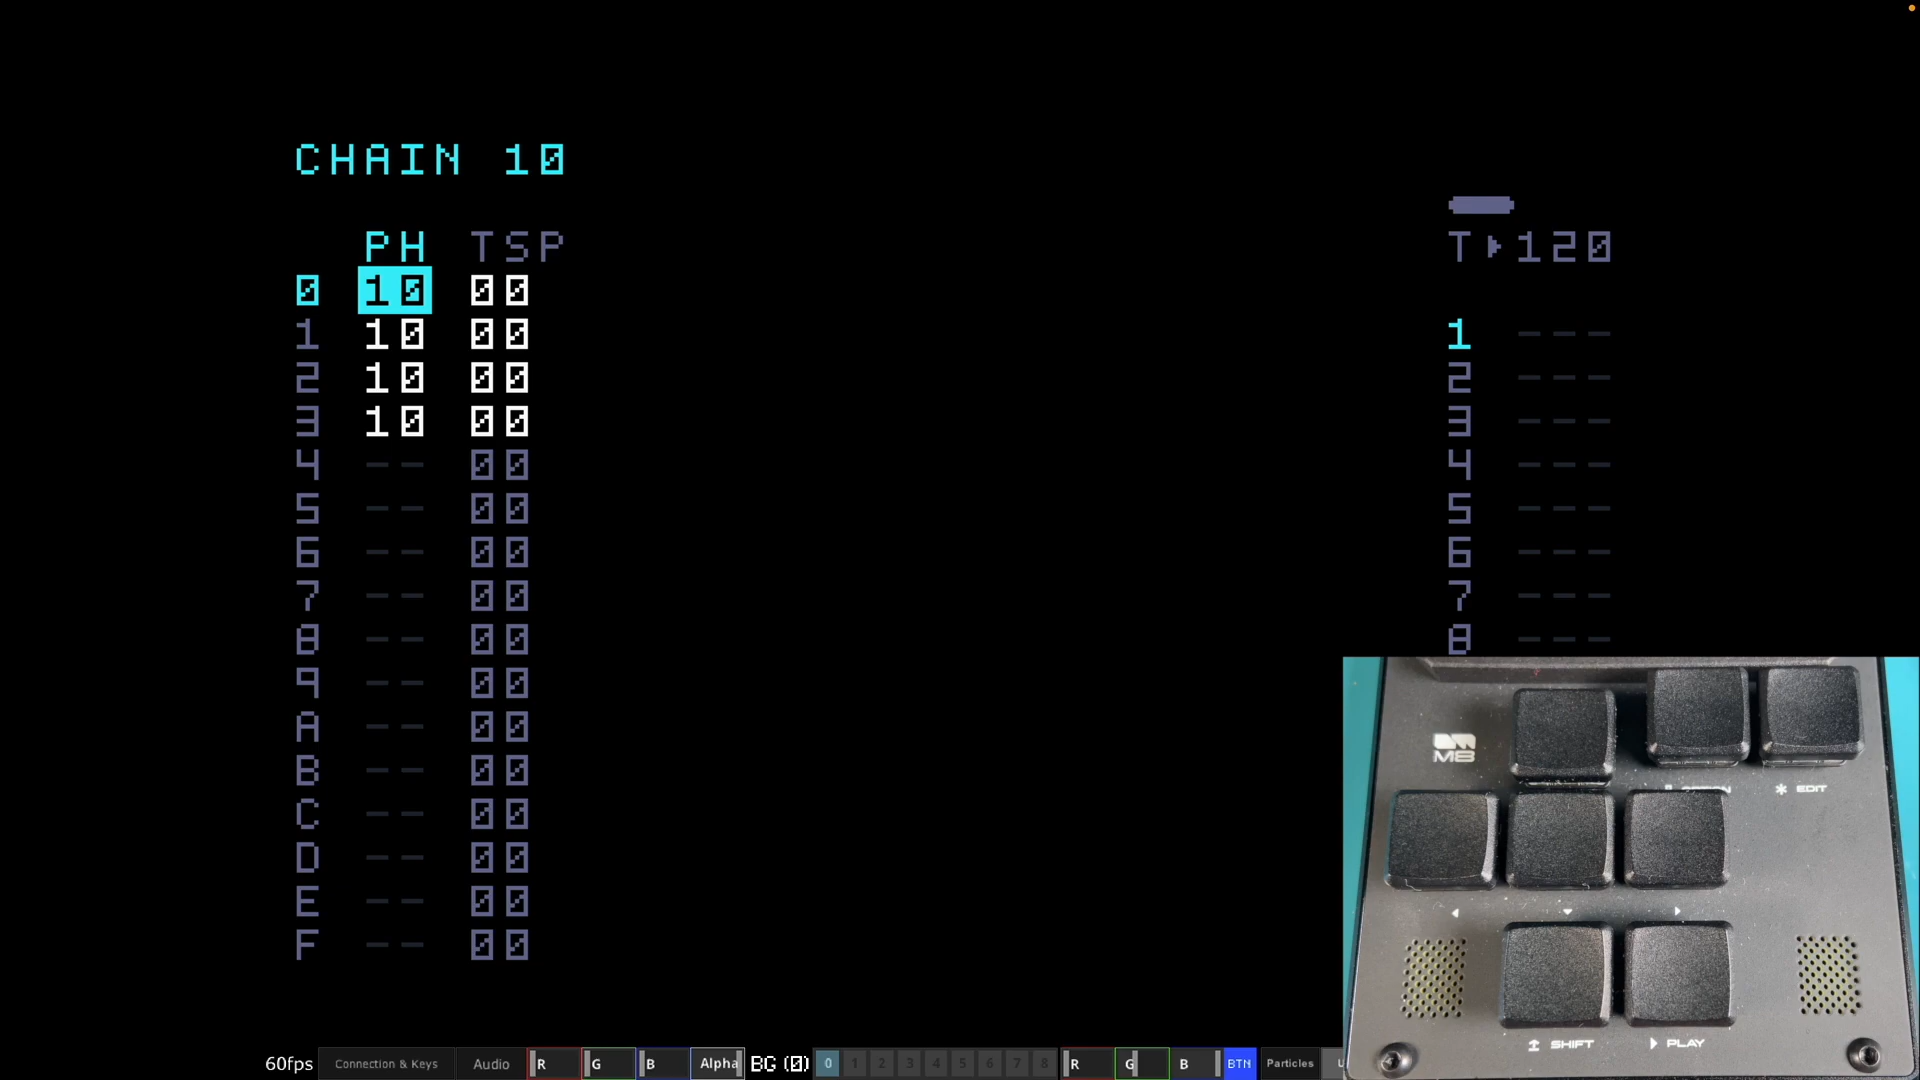 CHAIN 10
PH TSP
T▸120
0 10 00
1 10 00
2 10 00
3 10 00
4 -- 00
5 -- 00
6 -- 00
7 -- 00
8 -- 00
9 -- 00
A -- 00
B -- 00
C -- 00
D -- 00
E -- 00
F -- 00
1 ---
2 ---
3 ---
4 ---
5 ---
6 ---
7 ---
8 ---
M8
EDIT
SHIFT
PLAY
60fps Connection & Keys Audio R G B Alpha BG (0) 0 1 2 3 4 5 6 7 8 R G B BTN Particles